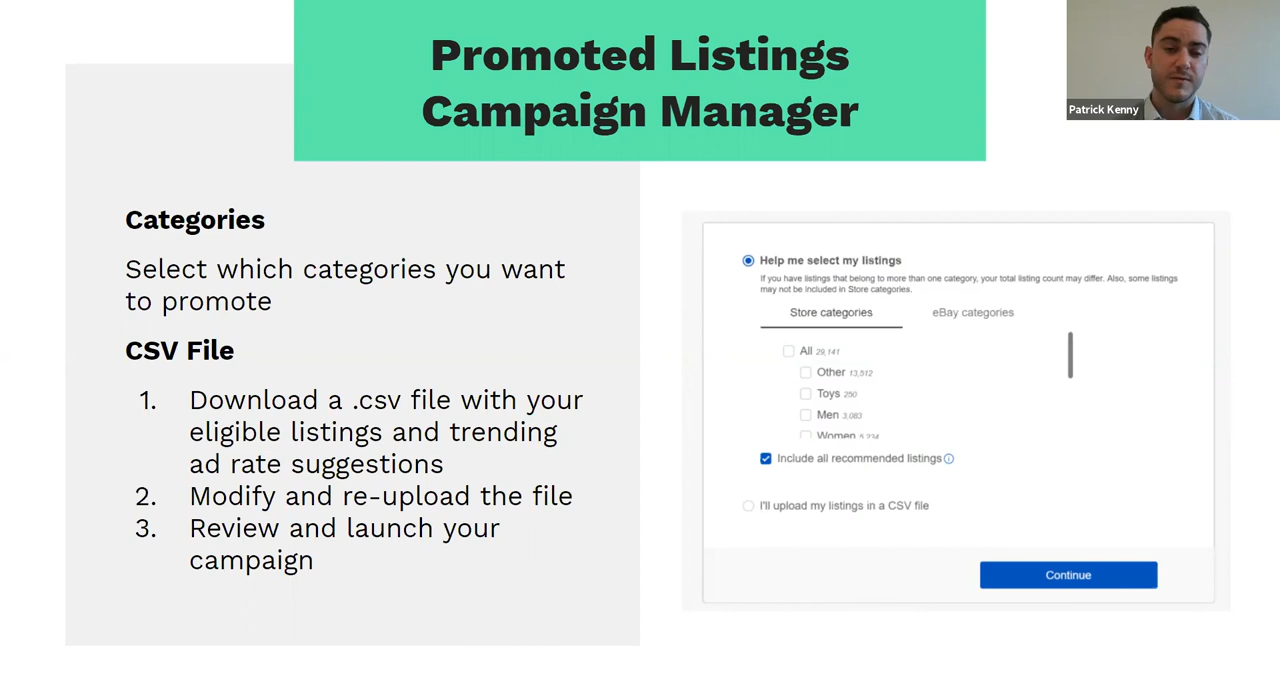 Promoted Listings
Campaign Manager
Patrick Kenny
Categories
Select which categories you want
to promote
CSV File
1. Download a .csv file with your
eligible listings and trending
ad rate suggestions
2. Modify and re-upload the file
3. Review and launch your
campaign
Help me select my listings
If you have listings that belong to more than one category, your total listing count may differ. Also, some listings
may not be included in Store categories.
Store categories eBay categories
All 29,141
Other 13,512
Toys 250
Men 3,083
Women 5,234
Include all recommended listings
I'll upload my listings in a CSV file
Continue